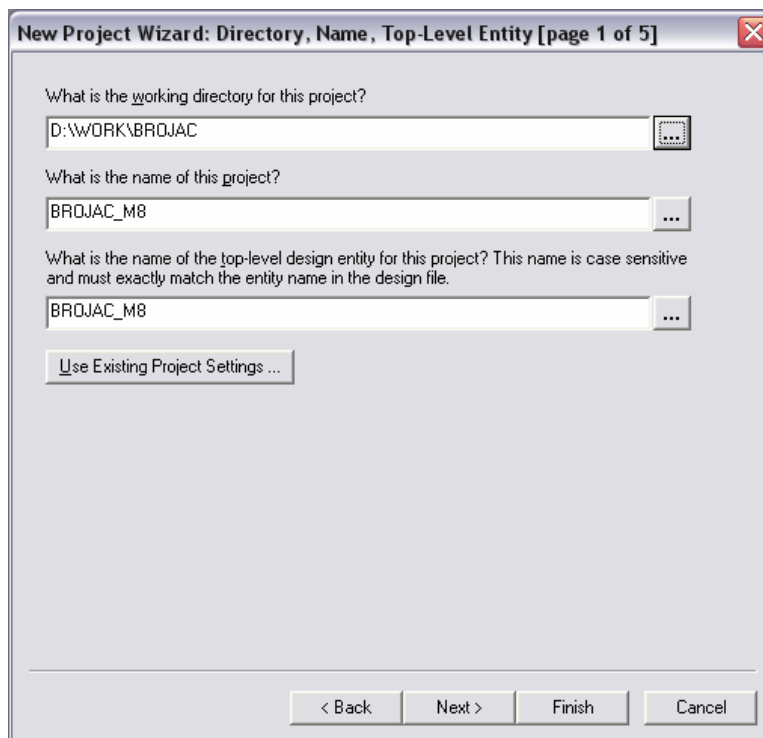 New Project Wizard: Directory, Name, Top-Level Entity [page 1 of 5]
What is the working directory for this project?
D:\WORK\BROJAC
...
What is the name of this project?
BROJAC_M8
...
What is the name of the top-level design entity for this project? This name is case sensitive
and must exactly match the entity name in the design file.
BROJAC_M8
...
Use Existing Project Settings ...
< Back
Next >
Finish
Cancel